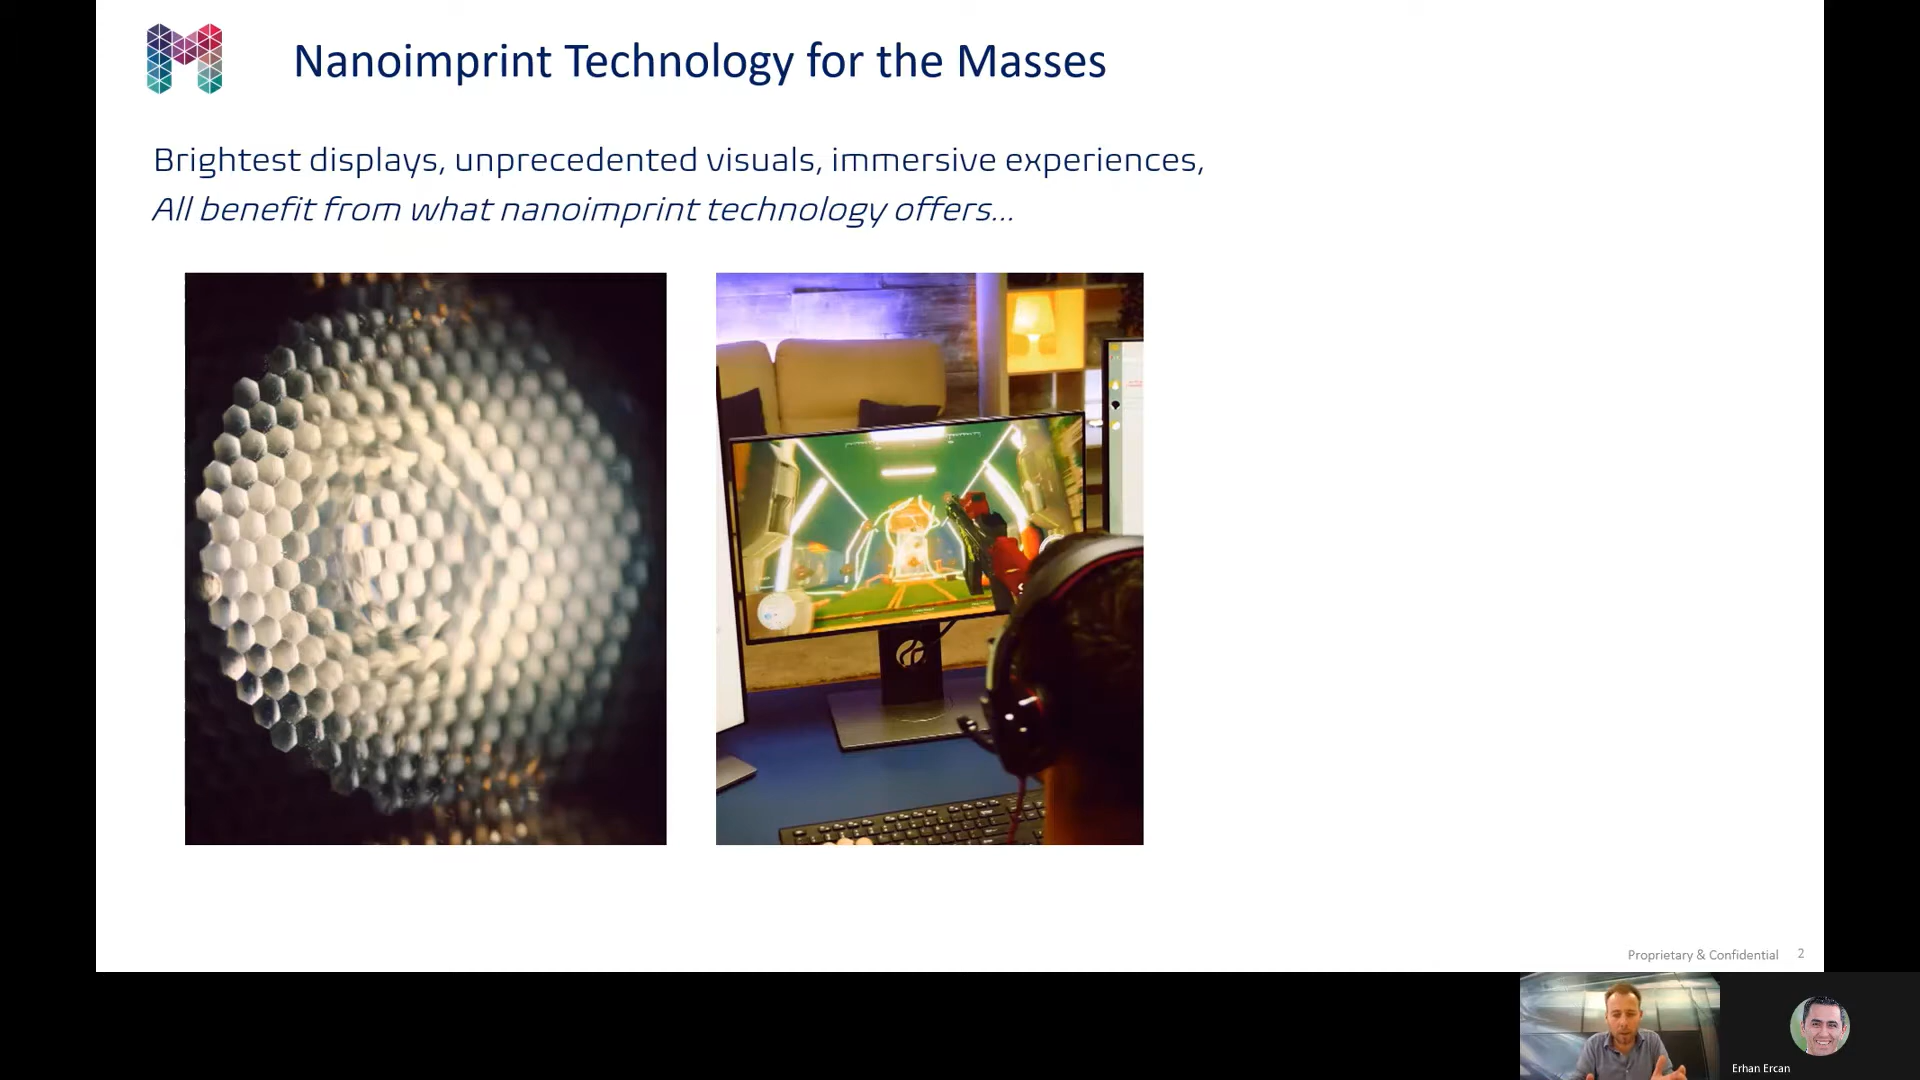 Nanoimprint Technology for the Masses
Brightest displays, unprecedented visuals, immersive experiences,
All benefit from what nanoimprint technology offers...
Proprietary & Confidential 2
Erhan Ercan